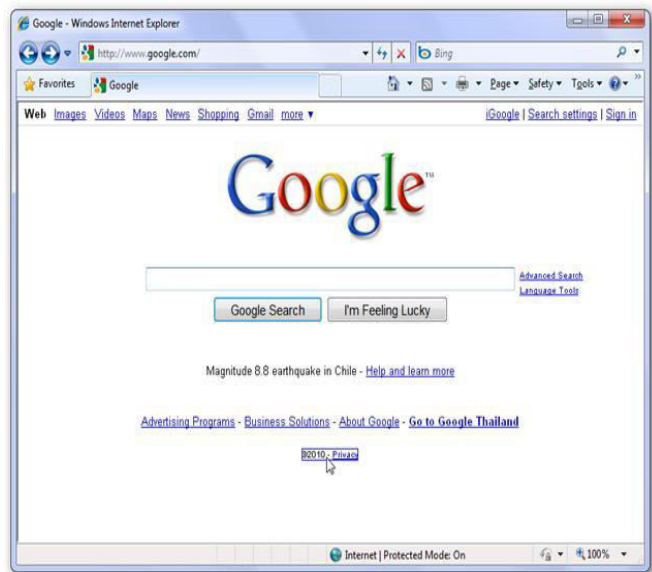 Google - Windows Internet Explorer
http://www.google.com/ Bing
Favorites Google Page Safety Tools
Web Images Videos Maps News Shopping Gmail more iGoogle | Search settings | Sign in
Google™
Advanced Search
Language Tools
Google Search I'm Feeling Lucky
Magnitude 8.8 earthquake in Chile - Help and learn more
Advertising Programs - Business Solutions - About Google - Go to Google Thailand
©2010 - Privacy
Internet | Protected Mode: On 100%